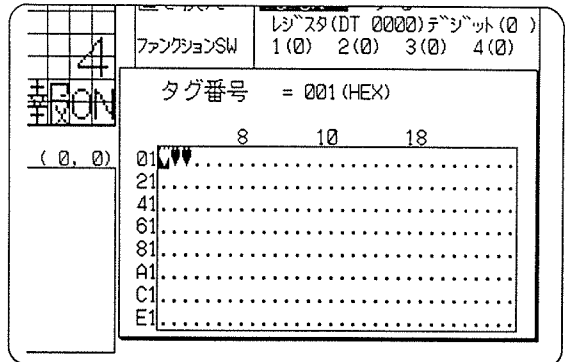 レジスタ(DT 0000)デジット(0 )
ファンクションSW 1(0) 2(0) 3(0) 4(0)
4
ON
タグ番号 = 001(HEX)
8 10 18
( 0, 0)
01
21
41
61
81
A1
C1
E1